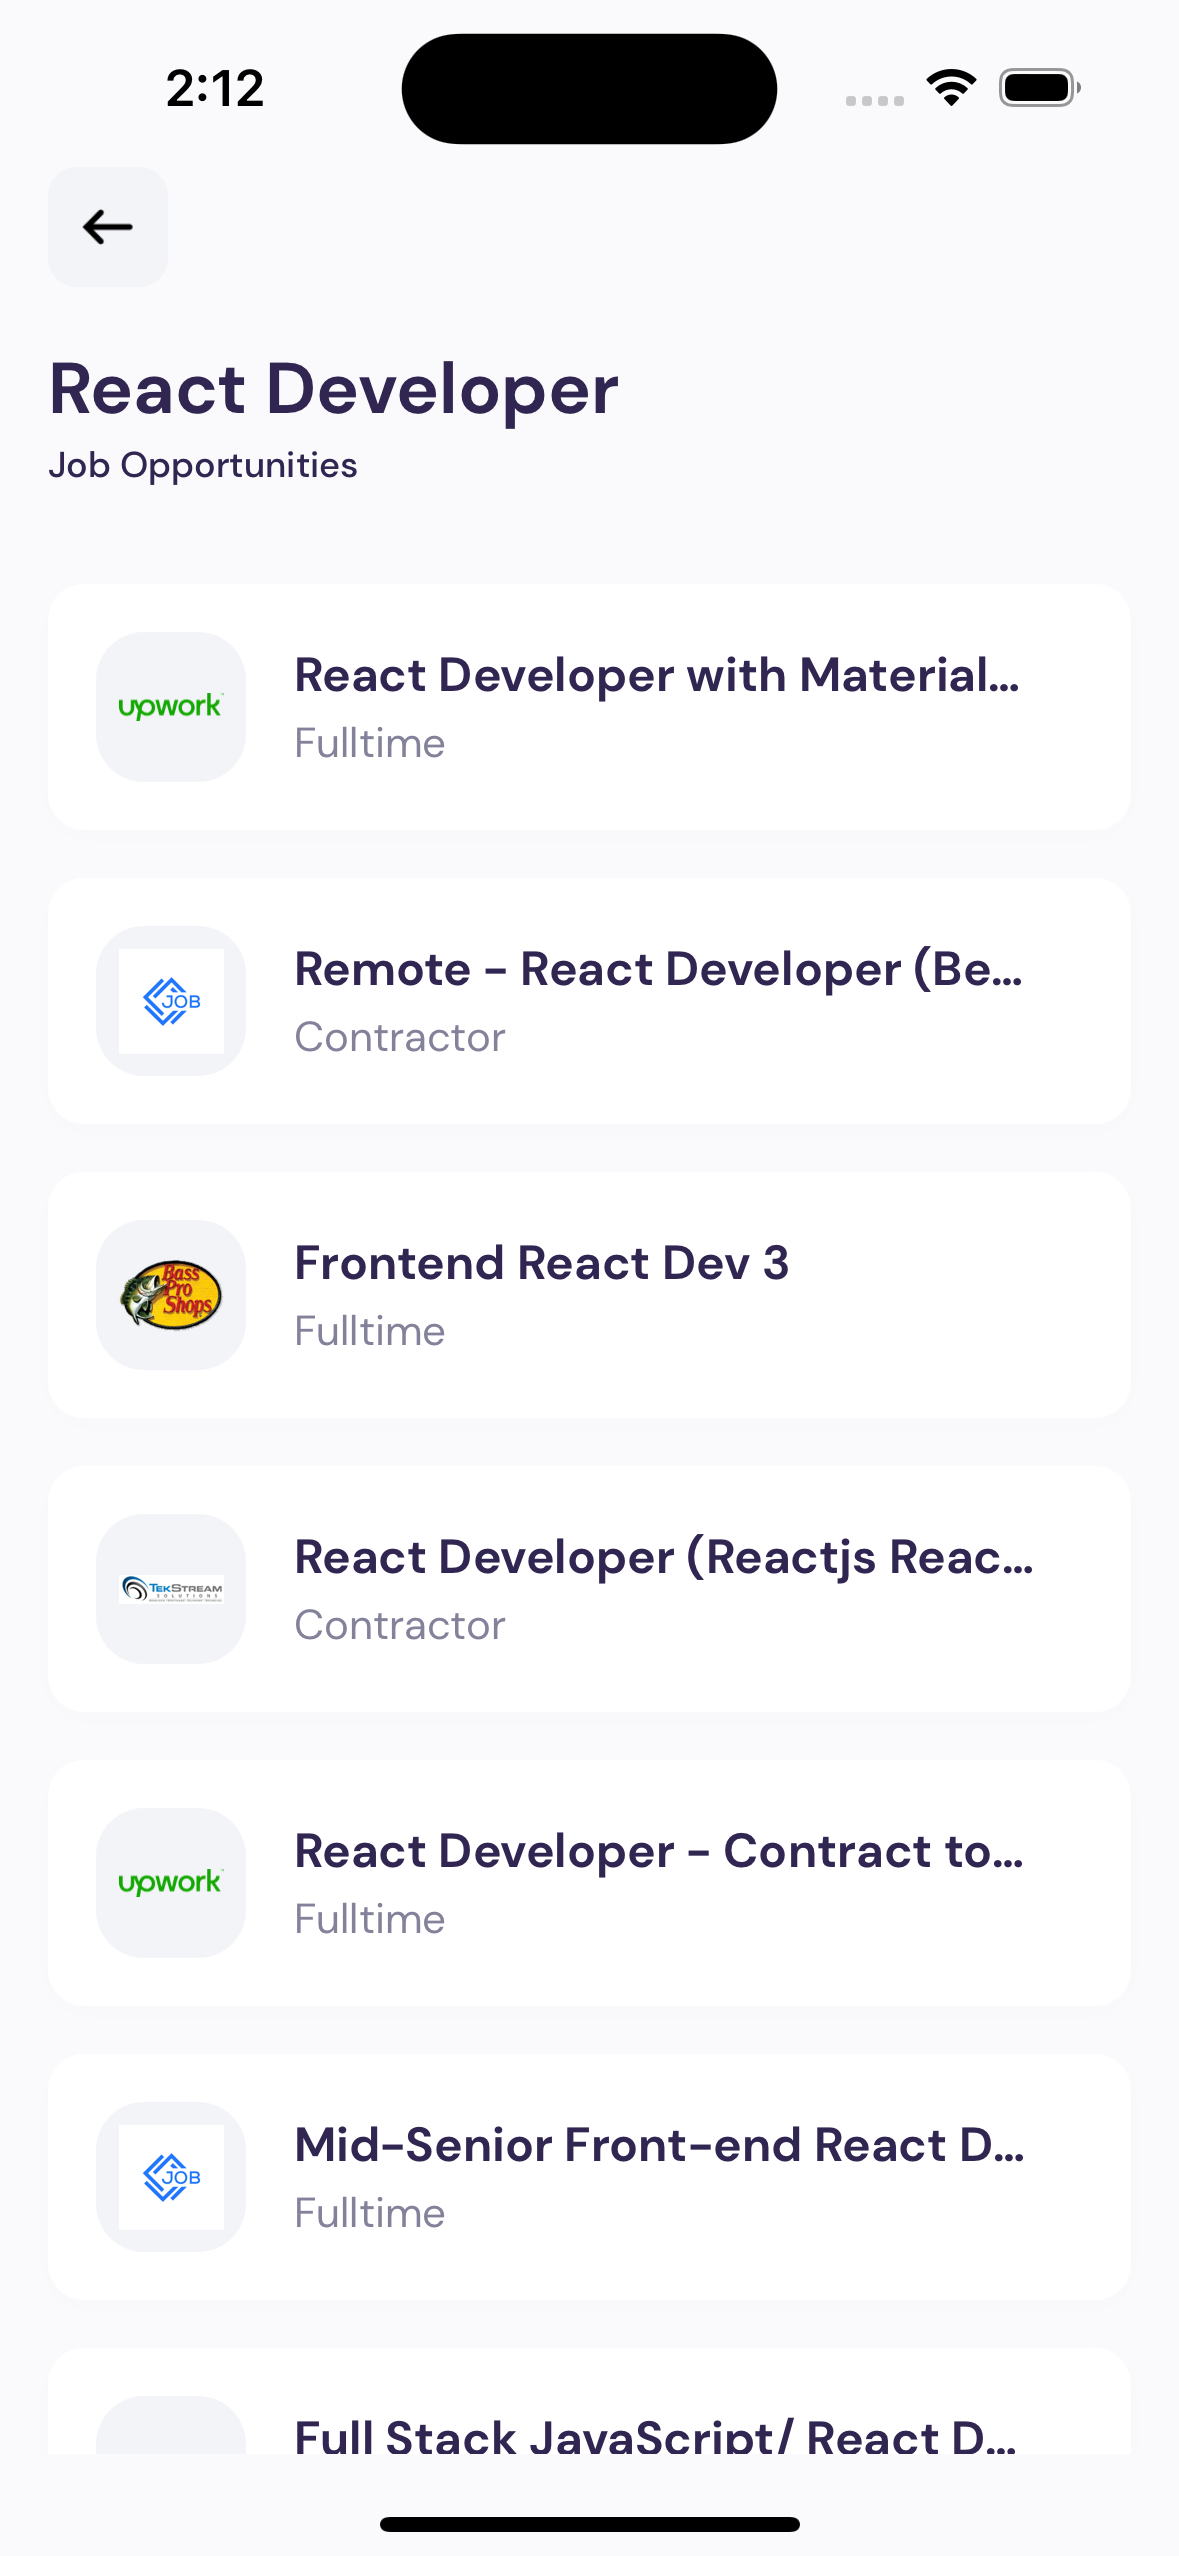 2:12
React Developer
Job Opportunities
upwork
React Developer with Material...
Fulltime
JOB
Remote - React Developer (Be...
Contractor
Bass
Pro
Shops
Frontend React Dev 3
Fulltime
TEKSTREAM
SOLUTIONS
React Developer (Reactjs Reac...
Contractor
upwork
React Developer - Contract to...
Fulltime
JOB
Mid-Senior Front-end React D...
Fulltime
Full Stack JavaScript/ React D...